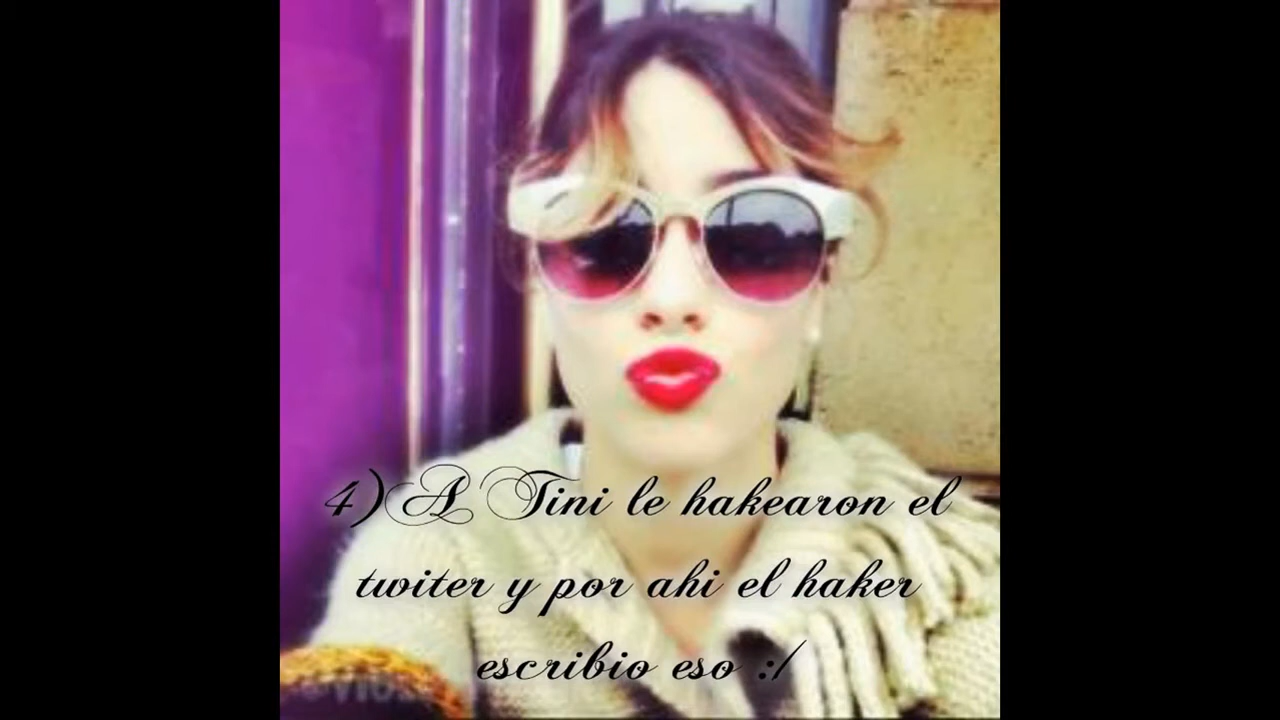 4)A Tini le hakearon el
twiter y por ahi el haker
escribio eso :/